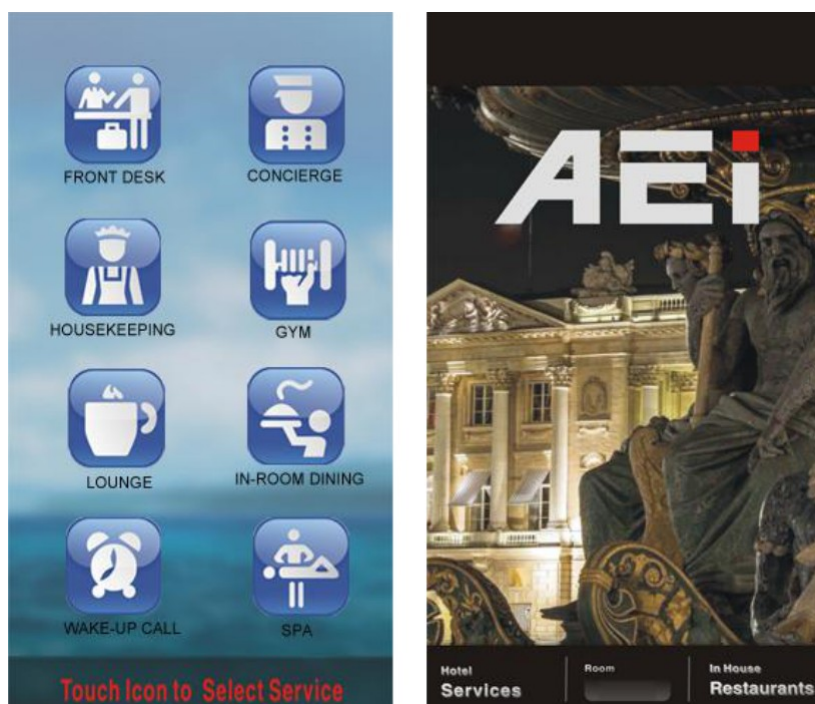 FRONT DESK
CONCIERGE
HOUSEKEEPING
GYM
LOUNGE
IN-ROOM DINING
WAKE-UP CALL
SPA
Touch Icon to Select Service
AEi
Hotel
Services
Room
In House
Restaurants